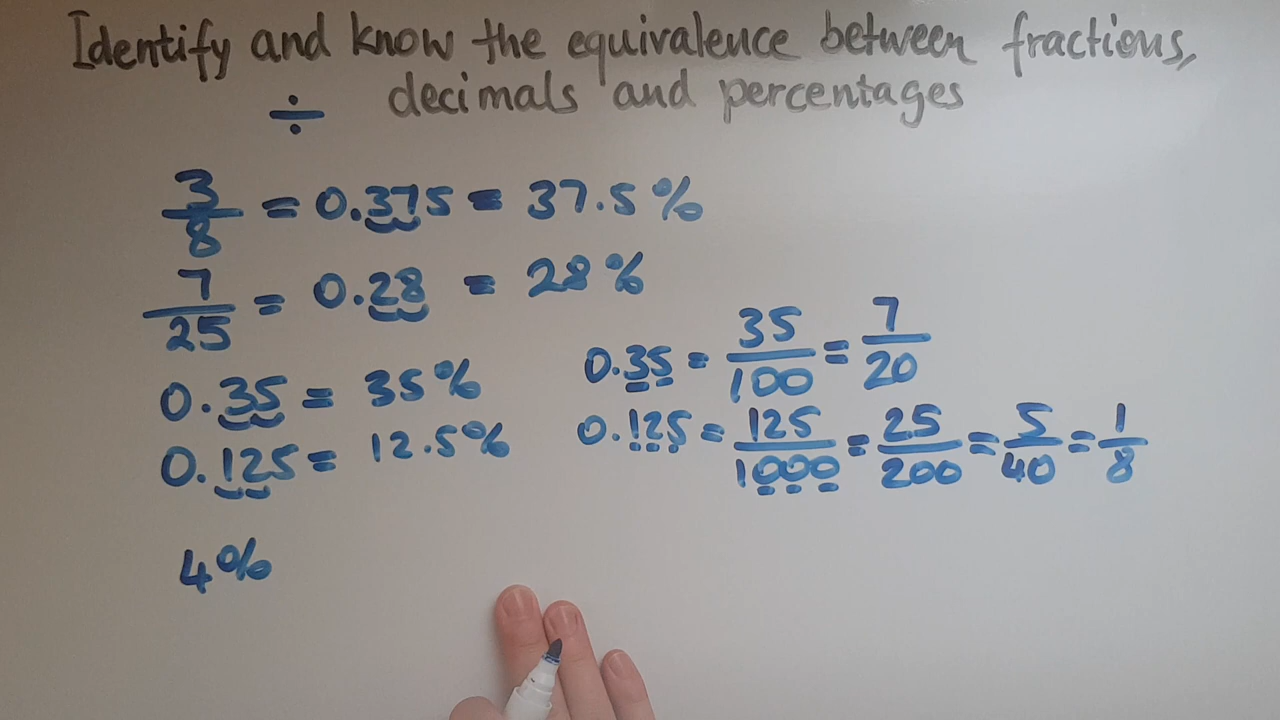 Identify and know the equivalence between fractions,
decimals and percentages
÷
3/8 = 0.375 = 37.5%
7/25 = 0.28 = 28%
0.35 = 35%
0.35 = 35/100 = 7/20
0.125 = 12.5%
0.125 = 125/1000 = 25/200 = 5/40 = 1/8
4%